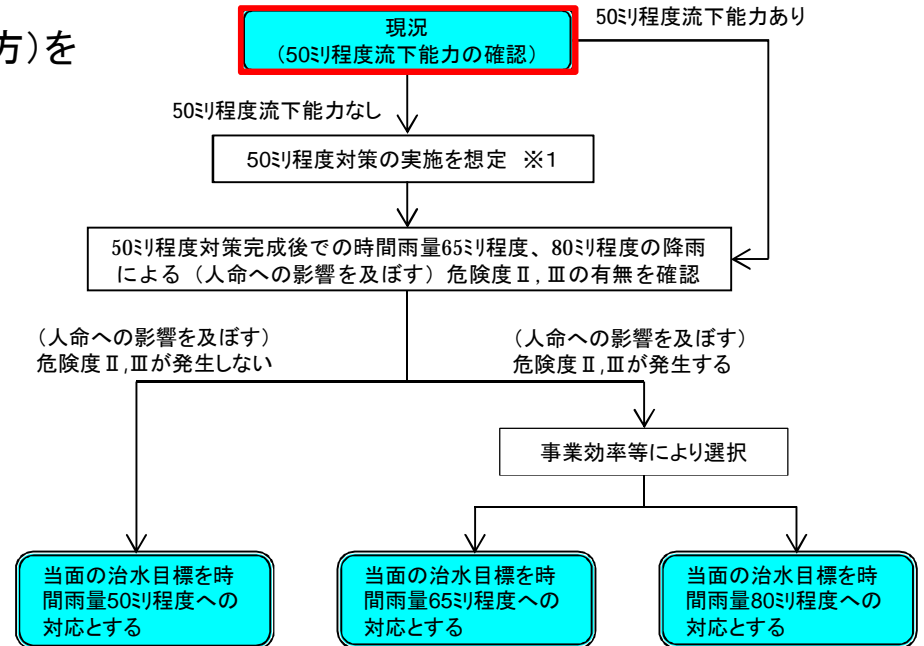 方)を
現況
(50ミリ程度流下能力の確認)
50ミリ程度流下能力あり
50ミリ程度流下能力なし
50ミリ程度対策の実施を想定 ※1
50ミリ程度対策完成後での時間雨量65ミリ程度、80ミリ程度の降雨
による (人命への影響を及ぼす) 危険度Ⅱ,Ⅲの有無を確認
(人命への影響を及ぼす)
危険度Ⅱ,Ⅲが発生しない
(人命への影響を及ぼす)
危険度Ⅱ,Ⅲが発生する
事業効率等により選択
当面の治水目標を時
間雨量50ミリ程度への
対応とする
当面の治水目標を時
間雨量65ミリ程度への
対応とする
当面の治水目標を時
間雨量80ミリ程度への
対応とする